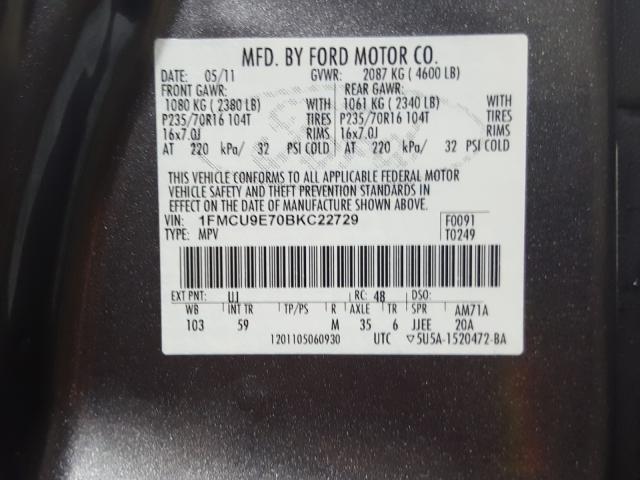 MFD. BY FORD MOTOR CO.
DATE: 05/11 GVWR: 2087 KG ( 4600 LB)
FRONT GAWR: REAR GAWR:
1080 KG ( 2380 LB) WITH 1061 KG ( 2340 LB) WITH
P235/70R16 104T TIRES P235/70R16 104T TIRES
16x7.0J RIMS 16x7.0J RIMS
AT 220 kPa/ 32 PSI COLD AT 220 kPa/ 32 PSI COLD
THIS VEHICLE CONFORMS TO ALL APPLICABLE FEDERAL MOTOR
VEHICLE SAFETY AND THEFT PREVENTION STANDARDS IN
EFFECT ON THE DATE OF MANUFACTURE SHOWN ABOVE.
VIN: 1FMCU9E70BKC22729 F0091
TYPE: MPV T0249
EXT PNT: UJ RC: 48 DSO:
WB INT TR TP/PS R AXLE TR SPR AM71A
103 59 M 35 6 JJEE 20A
1201105060930 UTC ▽5U5A-1520472-BA